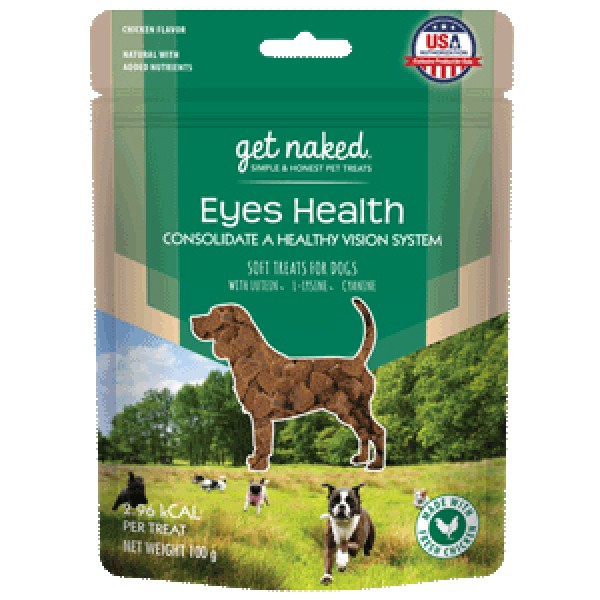 CHICKEN FLAVOR
NATURAL WITH
ADDED NUTRIENTS
USA
AUTHORIZATION
get naked.
SIMPLE & HONEST PET TREATS
Eyes Health
CONSOLIDATE A HEALTHY VISION SYSTEM
SOFT TREATS FOR DOGS
WITH LUTEIN、 L-LYSINE、 CYANINE
2.96 kCAL
PER TREAT
NET WEIGHT 100 g
MADE WITH
FRESH CHICKEN